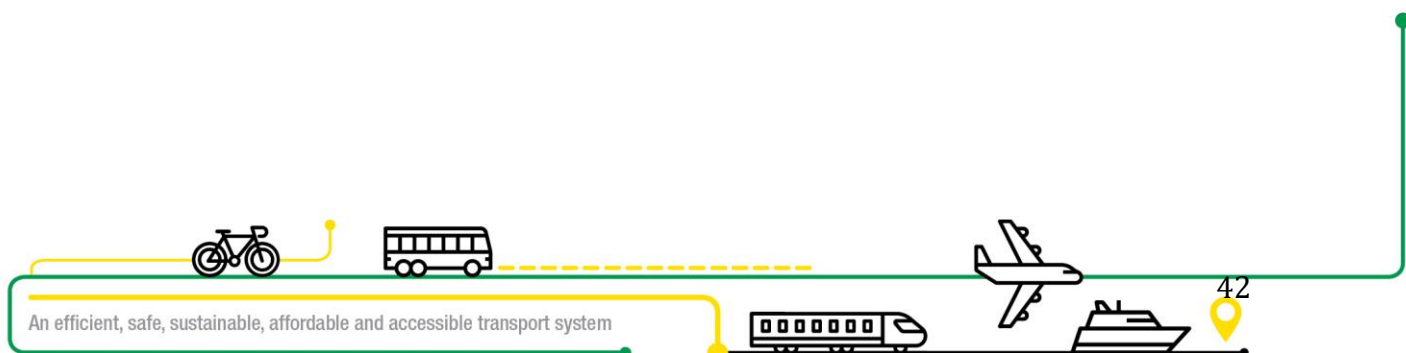 42
An efficient, safe, sustainable, affordable and accessible transport system